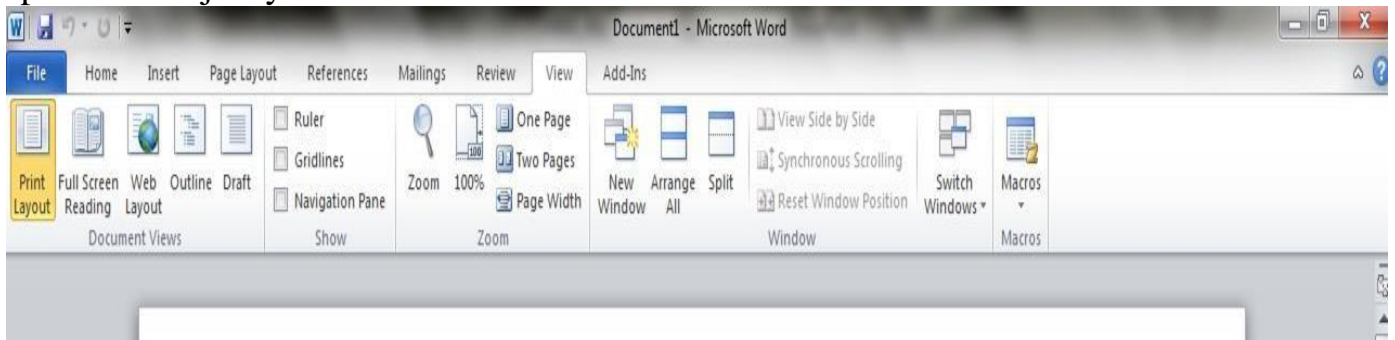 Document1 - Microsoft Word
File Home Insert Page Layout References Mailings Review View Add-Ins
Print Layout
Full Screen Reading
Web Layout
Outline
Draft
Document Views
Ruler
Gridlines
Navigation Pane
Show
Zoom
100%
One Page
Two Pages
Page Width
Zoom
New Window
Arrange All
Split
View Side by Side
Synchronous Scrolling
Reset Window Position
Switch Windows
Window
Macros
Macros